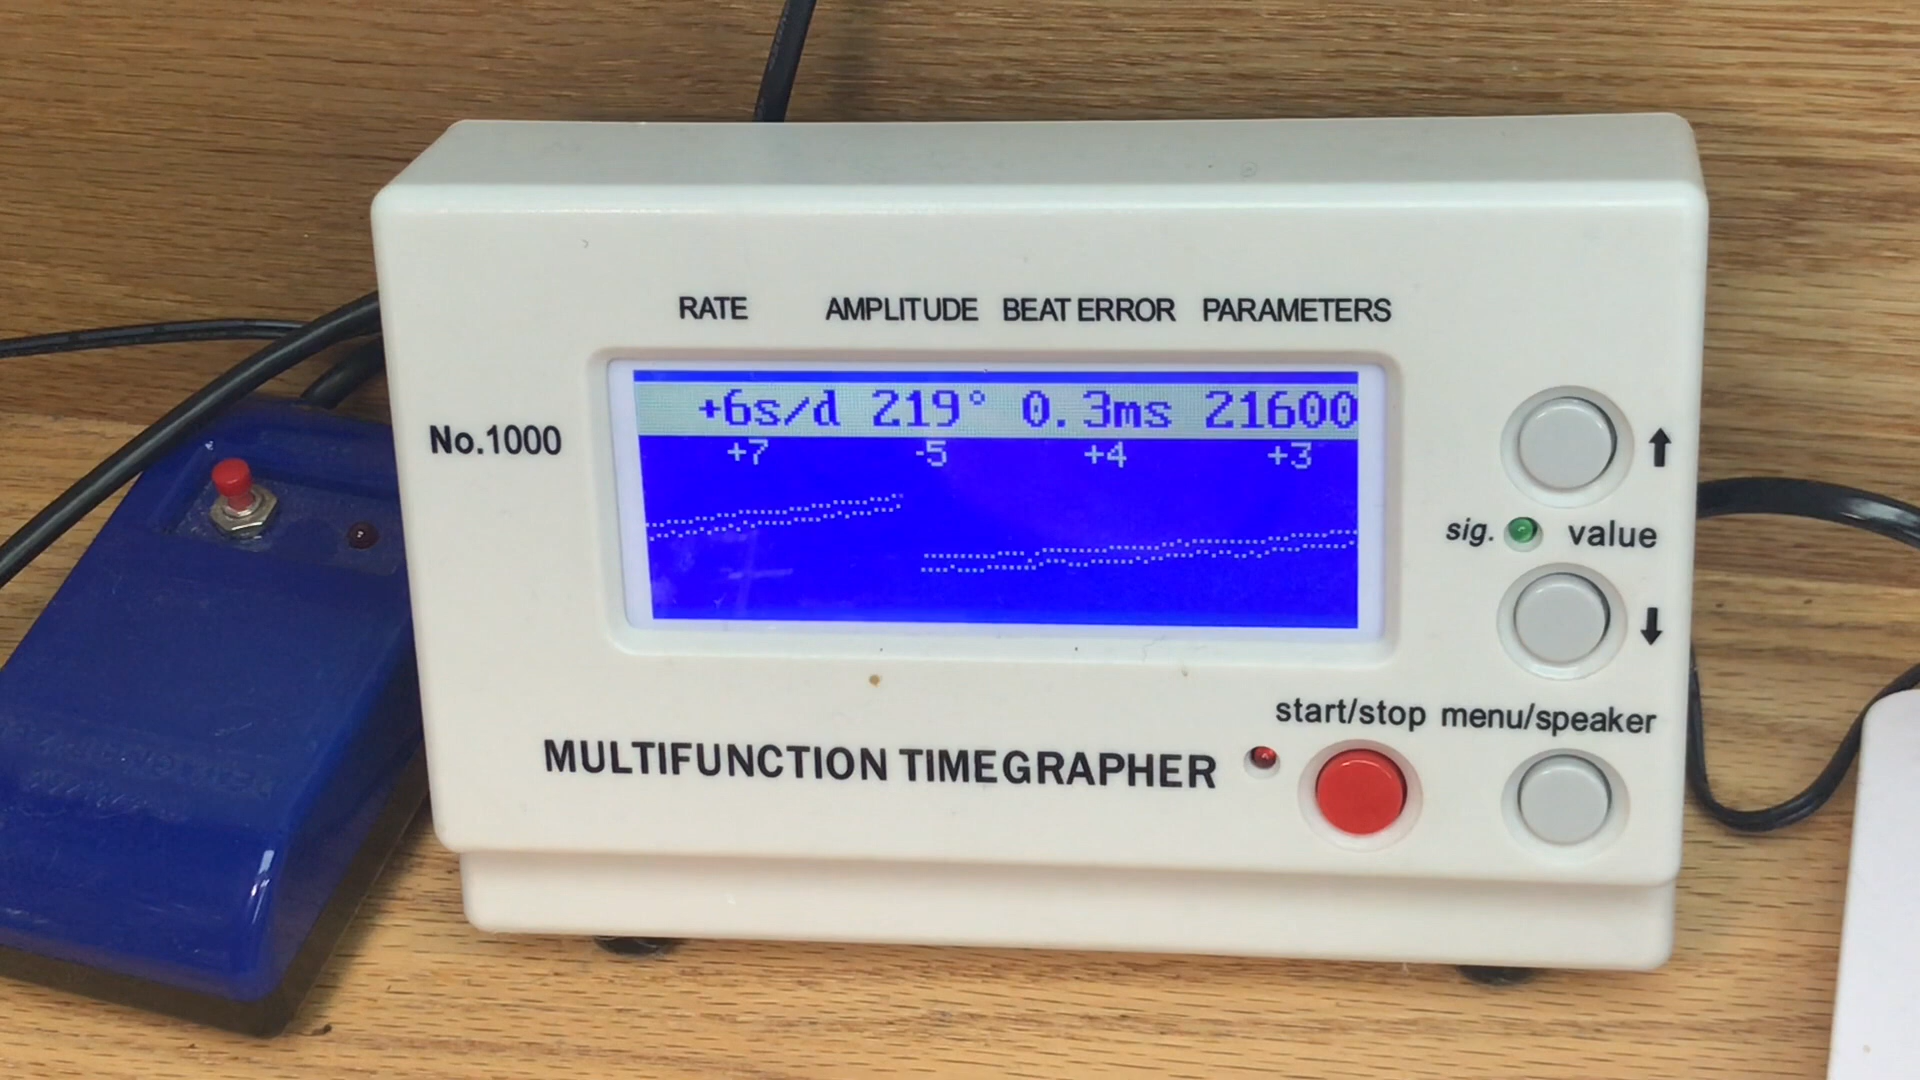 RATE AMPLITUDE BEAT ERROR PARAMETERS
+6s/d 219° 0.3ms 21600
+7 -5 +4 +3
No.1000
sig. value
start/stop menu/speaker
MULTIFUNCTION TIMEGRAPHER